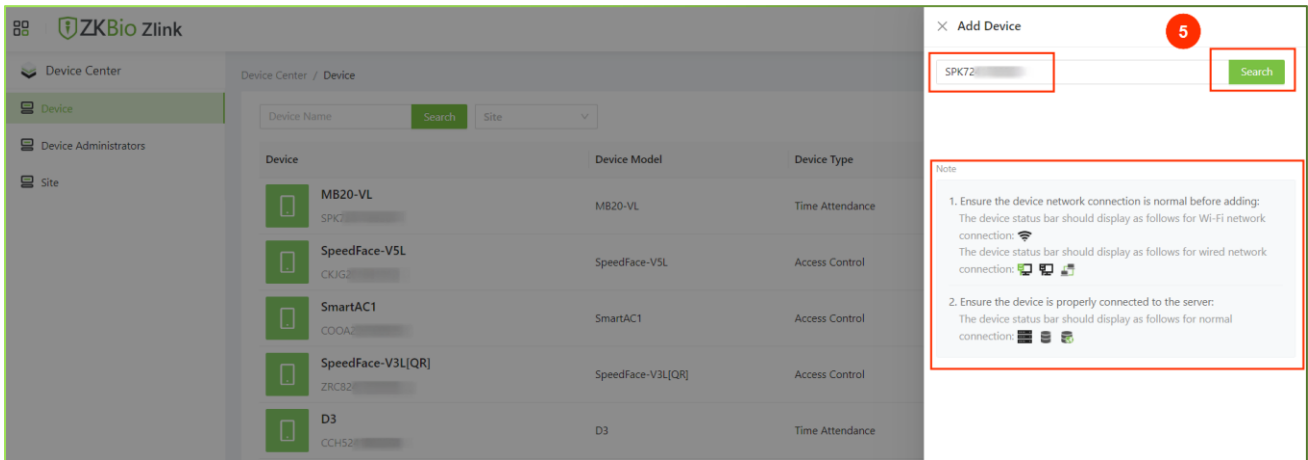 ZKBio Zlink
Device Center
Device
Device Administrators
Site
Device Center / Device
Device Name
Search
Site
Device
Device Model
Device Type
MB20-VL
MB20-VL
Time Attendance
SpeedFace-V5L
CKJG2
SpeedFace-V5L
Access Control
SmartAC1
COOA2
SmartAC1
Access Control
SpeedFace-V3L[QR]
ZRC82
SpeedFace-V3L[QR]
Access Control
D3
CCH52
D3
Time Attendance
Add Device
5
SPK72
Search
Note
1. Ensure the device network connection is normal before adding:
The device status bar should display as follows for Wi-Fi network
connection:
The device status bar should display as follows for wired network
connection:
2. Ensure the device is properly connected to the server:
The device status bar should display as follows for normal
connection: